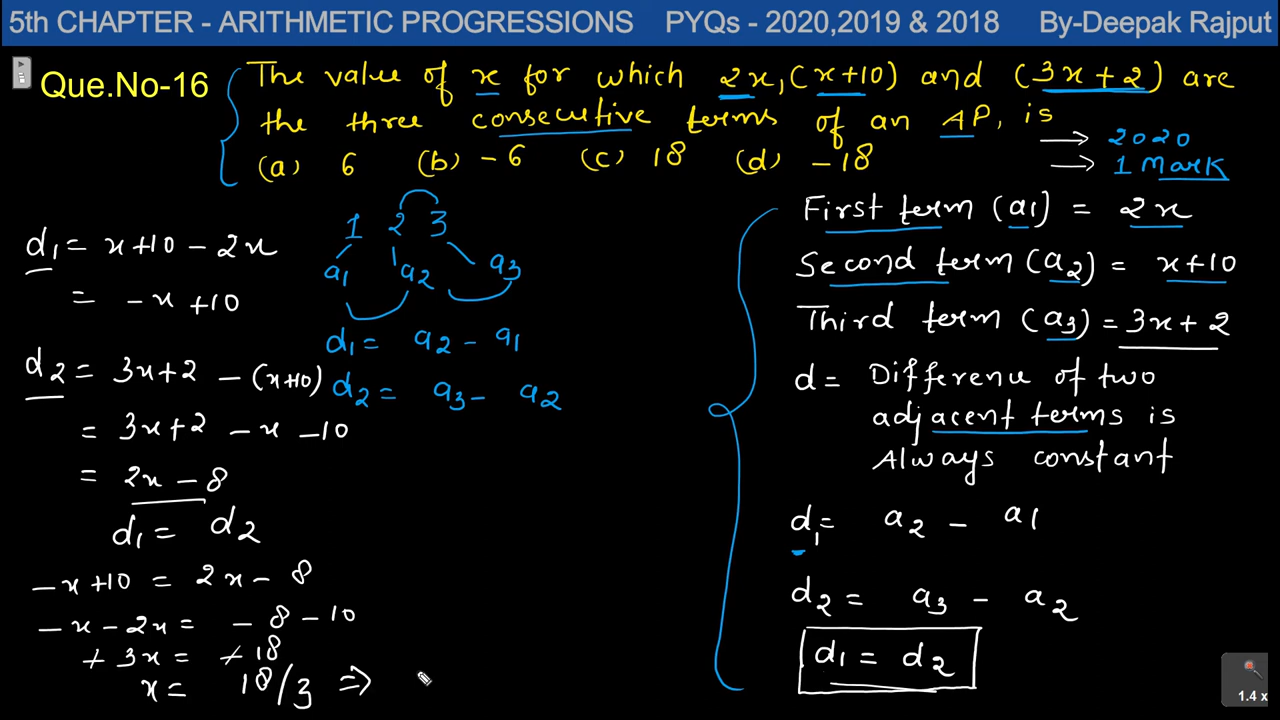 5th CHAPTER - ARITHMETIC PROGRESSIONS PYQs - 2020,2019 & 2018 By-Deepak Rajput
Que.No-16
The value of x for which 2x, (x+10) and (3x+2) are
the three consecutive terms of an AP, is
(a) 6 (b) -6 (c) 18 (d) -18
→ 2020
→ 1 Mark
d1 = x+10 - 2x
= -x +10
d2 = 3x+2 - (x+10)
= 3x+2 - x - 10
= 2x - 8
d1 = d2
-x +10 = 2x - 8
-x - 2x = - 8 - 10
+ 3x = + 18
x = 18/3 ⇒
1 2 3
a1 a2 a3
d1 = a2 - a1
d2 = a3 - a2
First term (a1) = 2x
Second term (a2) = x+10
Third term (a3) = 3x+2
d = Difference of two
adjacent terms is
Always constant
d1 = a2 - a1
d2 = a3 - a2
d1 = d2
1.4 x